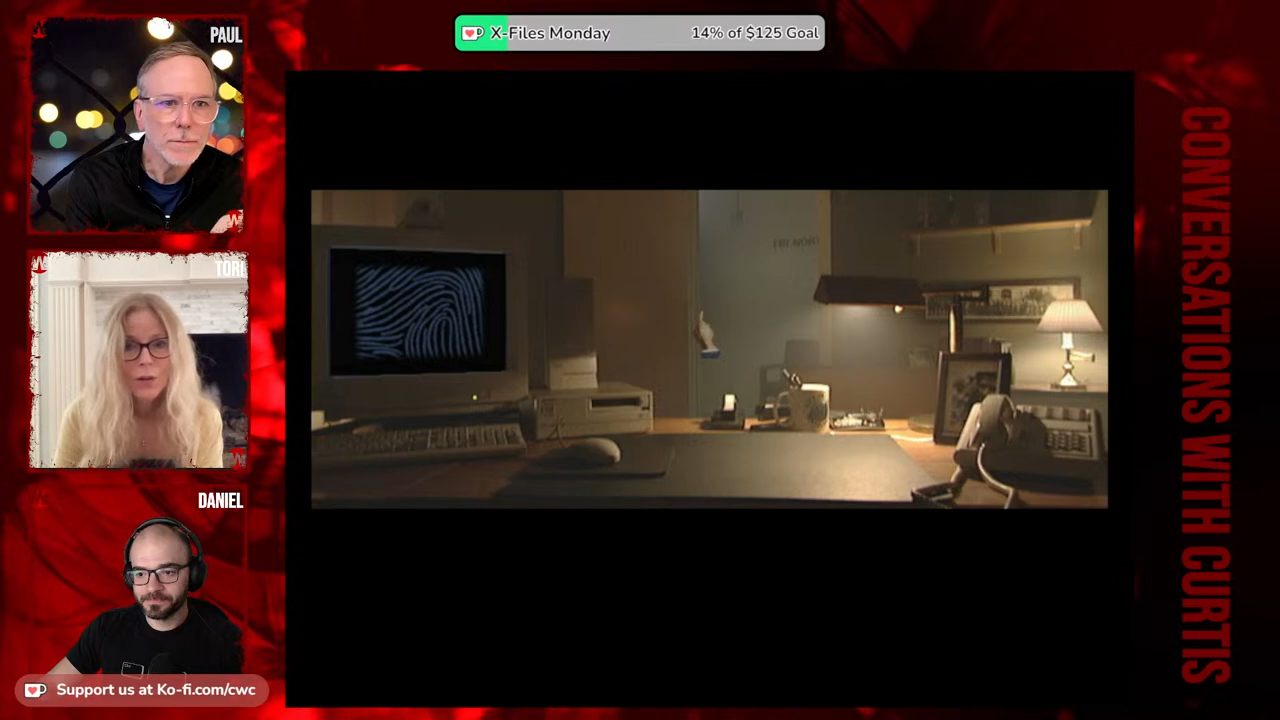 PAUL
X-Files Monday
14% of $125 Goal
TORI
DANIEL
Support us at Ko-fi.com/cwc
CONVERSATIONS WITH CURTIS